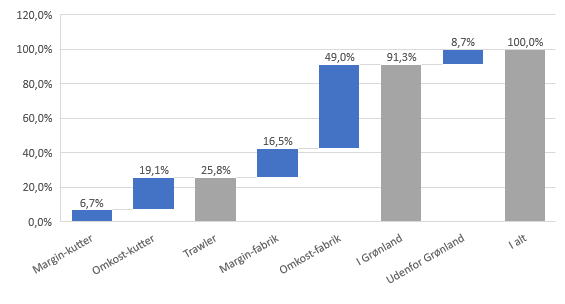 120,0%
100,0%
80,0%
60,0%
40,0%
20,0%
0,0%
6,7%
19,1%
25,8%
16,5%
49,0%
91,3%
8,7%
100,0%
Margin-kutter
Omkost-kutter
Trawler
Margin-fabrik
Omkost-fabrik
I Grønland
Udenfor Grønland
I alt